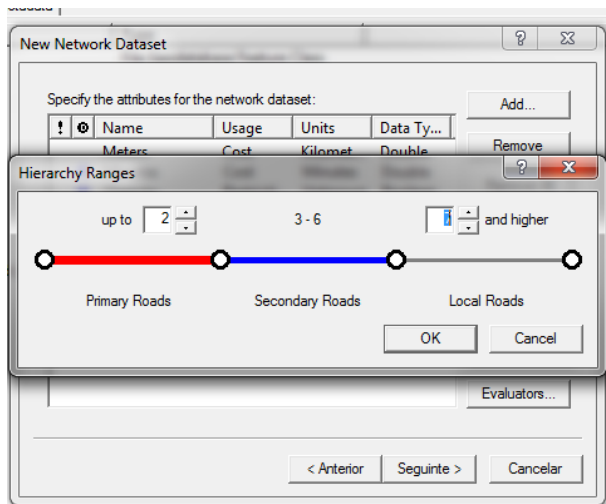 New Network Dataset
Specify the attributes for the network dataset:
Add...
! Name Usage Units Data Ty...
Meters Cost Kilomet Double
Remove
Hierarchy Ranges
up to 2 3 - 6 7 and higher
Primary Roads Secondary Roads Local Roads
OK Cancel
Evaluators...
< Anterior Seguinte > Cancelar